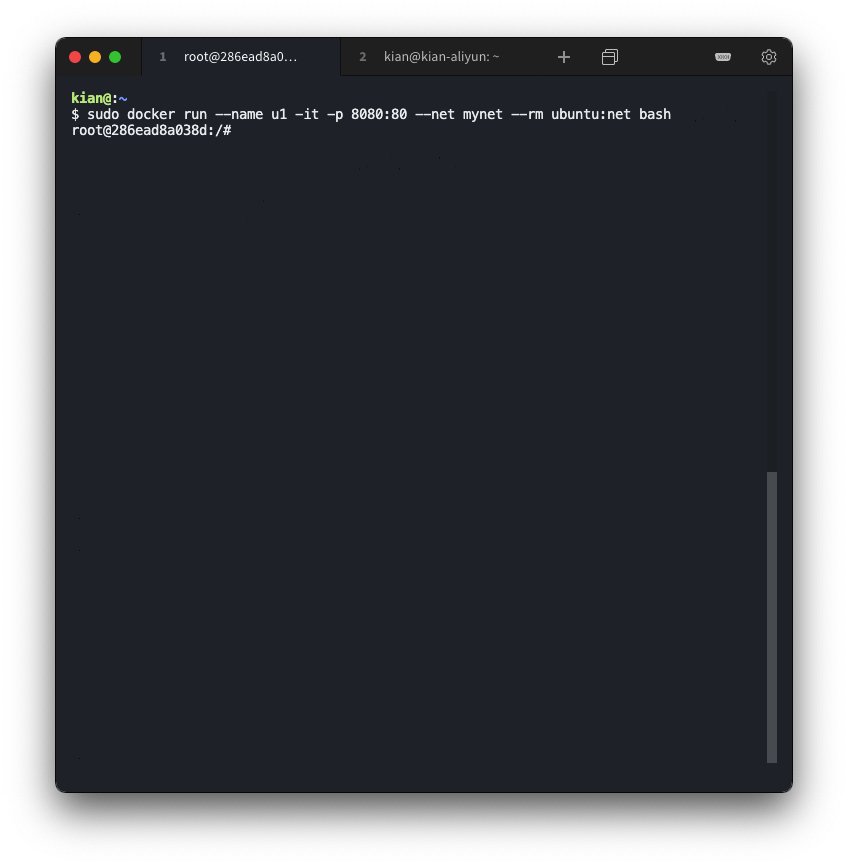 1 root@286ead8a0... 2 kian@kian-aliyun: ~
kian@:~
$ sudo docker run --name u1 -it -p 8080:80 --net mynet --rm ubuntu:net bash
root@286ead8a038d:/#